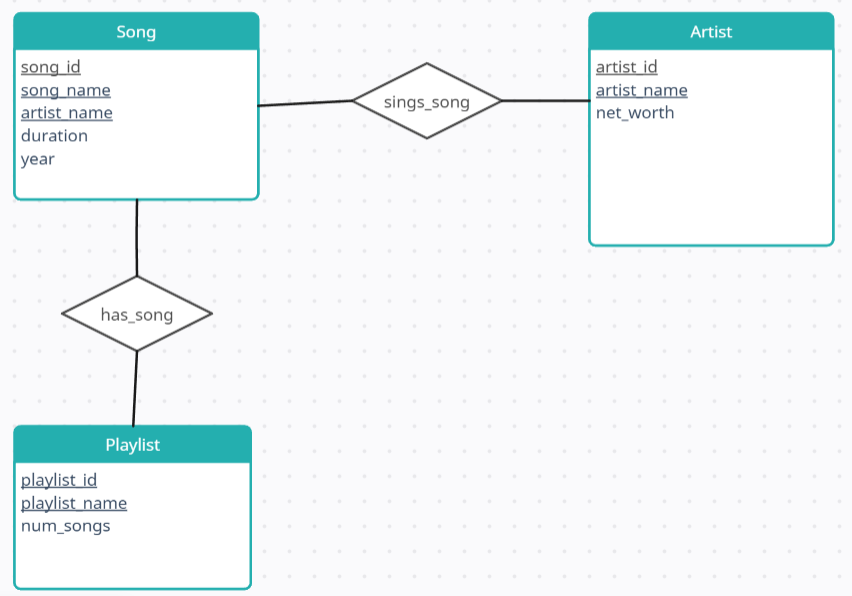 Song
song_id
song_name
artist_name
duration
year
sings_song
Artist
artist_id
artist_name
net_worth
has_song
Playlist
playlist_id
playlist_name
num_songs